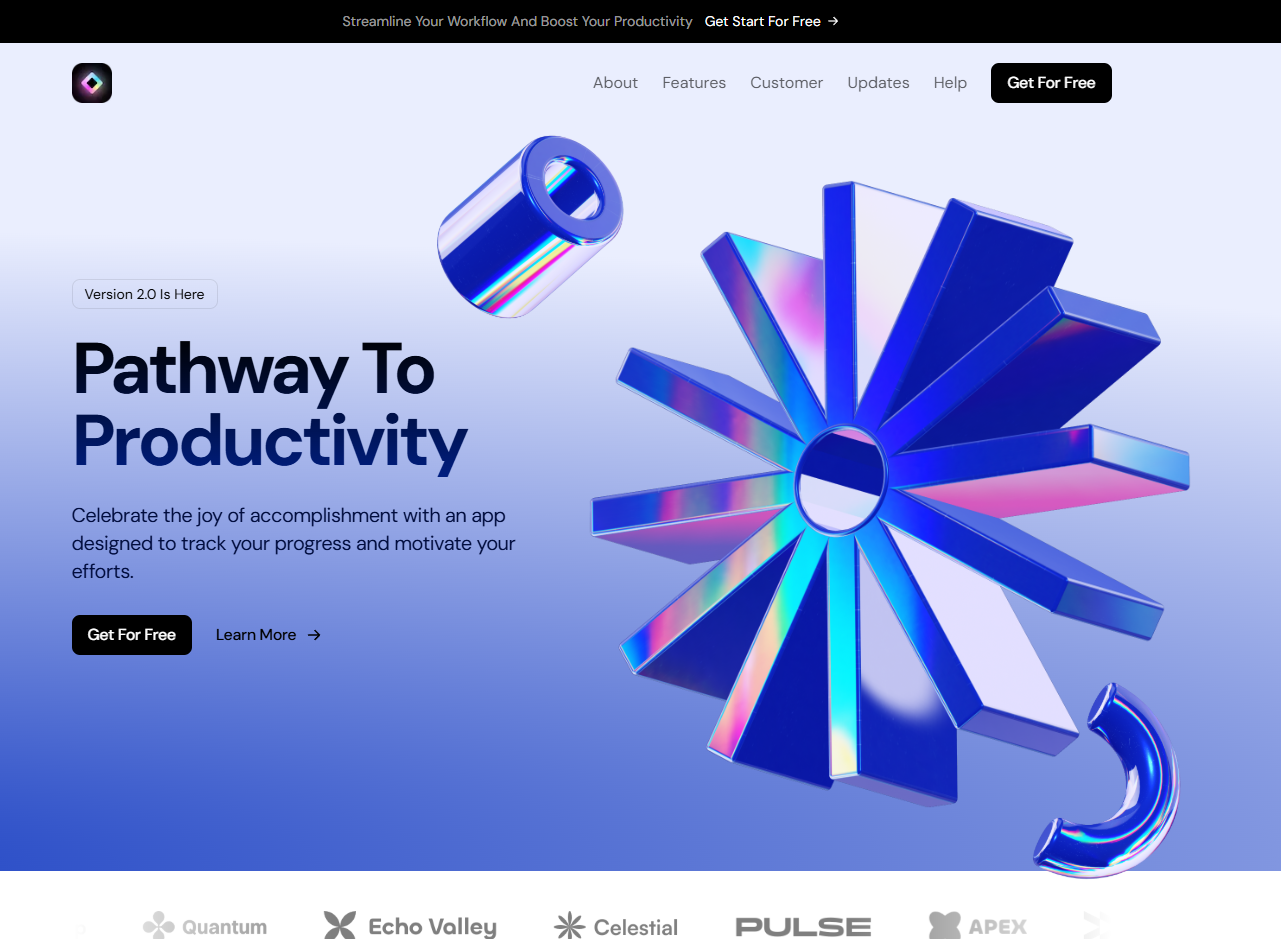 Streamline Your Workflow And Boost Your Productivity Get Start For Free →
About Features Customer Updates Help Get For Free
Version 2.0 Is Here
Pathway To
Productivity
Celebrate the joy of accomplishment with an app
designed to track your progress and motivate your
efforts.
Get For Free Learn More →
Quantum Echo Valley Celestial PULSE APEX